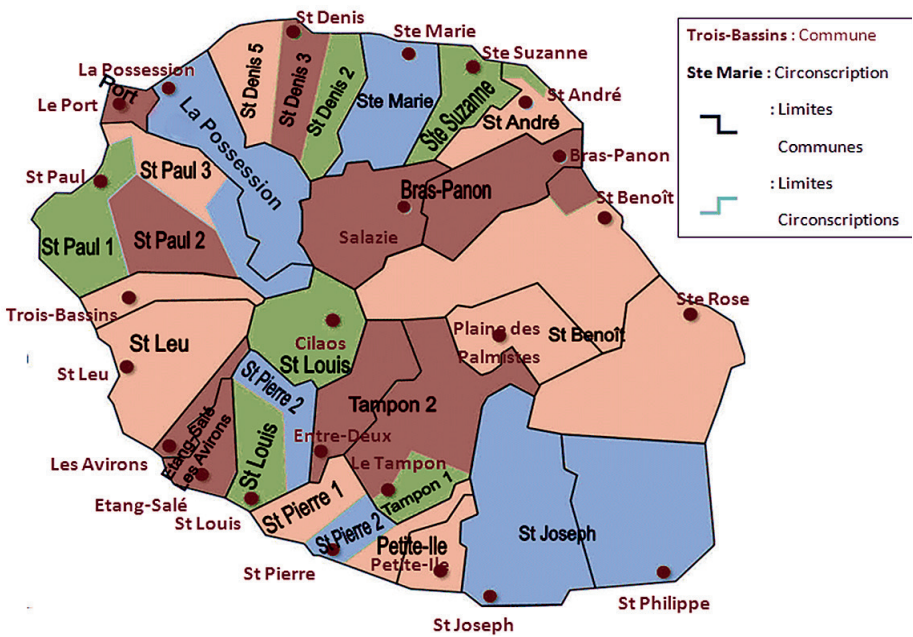 St Denis
Ste Marie
Ste Suzanne
La Possession
Le Port
Port
St Denis 5
St Denis 3
St Denis 2
Ste Marie
Ste Suzanne
St André
St André
La Possession
St Paul
St Paul 3
Bras-Panon
Bras-Panon
St Benoît
Salazie
St Paul 1
St Paul 2
Trois-Bassins
Ste Rose
St Leu
Cilaos
St Louis
Plaine des
Palmistes
St Benoît
St Leu
St Pierre 2
Tampon 2
Etang-Salé
Les Avirons
St Louis
Entre-Deux
Le Tampon
Tampon 1
Les Avirons
Etang-Salé
St Louis
St Pierre 1
St Pierre 2
St Pierre
Petite-Ile
Petite-Ile
St Joseph
St Joseph
St Philippe
Trois-Bassins : Commune
Ste Marie : Circonscription
: Limites
Communes
: Limites
Circonscriptions